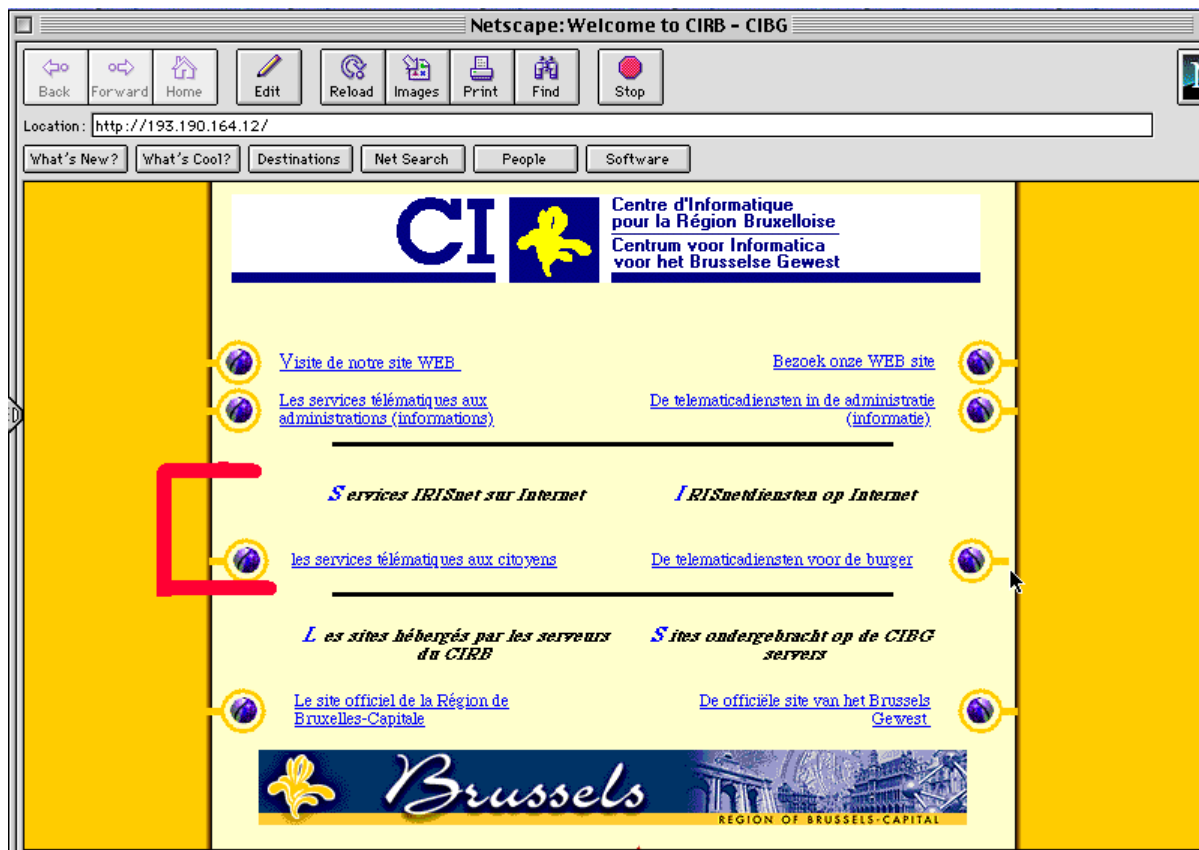 Netscape: Welcome to CIRB - CIBG
Back Forward Home Edit Reload Images Print Find Stop
Location: http://193.190.164.12/
What's New? What's Cool? Destinations Net Search People Software
CI
Centre d'Informatique
pour la Région Bruxelloise
Centrum voor Informatica
voor het Brusselse Gewest
Visite de notre site WEB
Bezoek onze WEB site
Les services télématiques aux
administrations (informations)
De telematicadiensten in de administratie
(informatie)
Services IRISnet sur Internet
IRISnetdiensten op Internet
les services télématiques aux citoyens
De telematicadiensten voor de burger
Les sites hébergés par les serveurs
du CIRB
Sites ondergebracht op de CIBG
servers
Le site officiel de la Région de
Bruxelles-Capitale
De officiële site van het Brussels
Gewest
Brussels
REGION OF BRUSSELS-CAPITAL